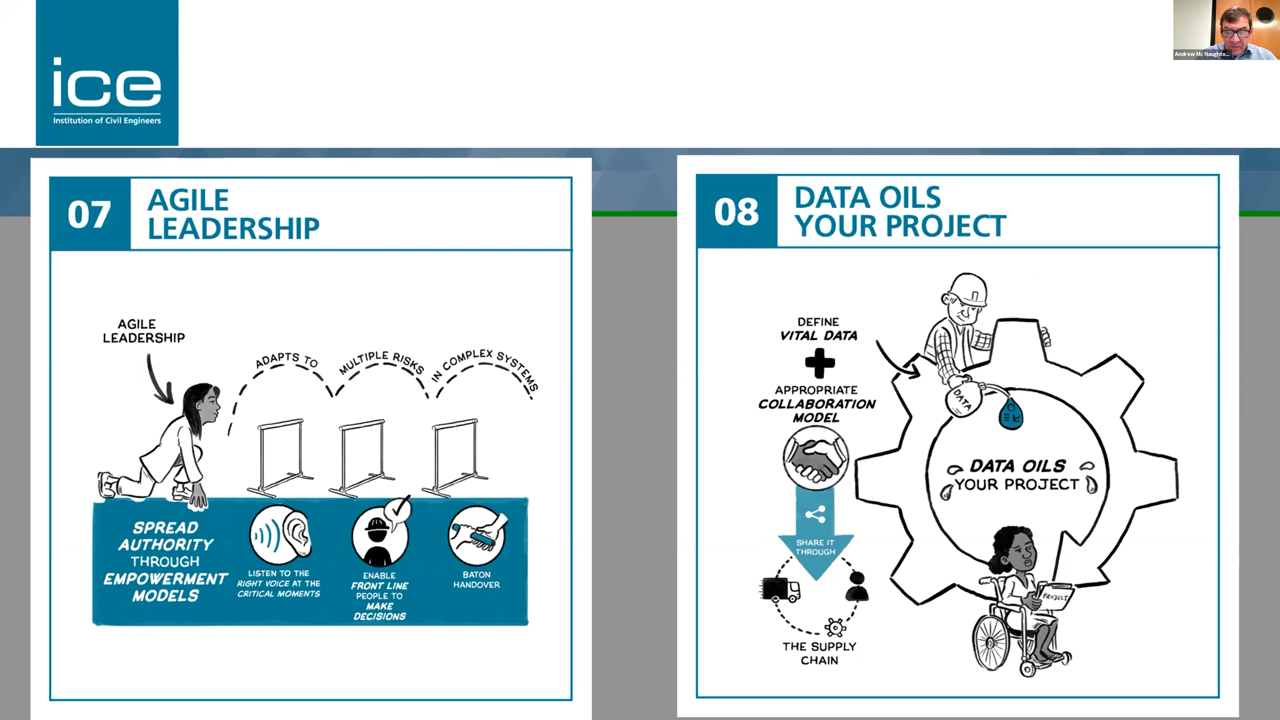 ice
Institution of Civil Engineers
Andrew Mc Naughto...
07
AGILE
LEADERSHIP
AGILE
LEADERSHIP
ADAPTS TO
MULTIPLE RISKS
IN COMPLEX SYSTEMS
SPREAD
AUTHORITY
THROUGH
EMPOWERMENT
MODELS
LISTEN TO THE
RIGHT VOICE AT THE
CRITICAL MOMENTS
ENABLE
FRONT LINE
PEOPLE TO
MAKE
DECISIONS
BATON
HANDOVER
08
DATA OILS
YOUR PROJECT
DEFINE
VITAL DATA
APPROPRIATE
COLLABORATION
MODEL
SHARE IT
THROUGH
THE SUPPLY
CHAIN
DATA
DATA OILS
YOUR PROJECT
PROJECT